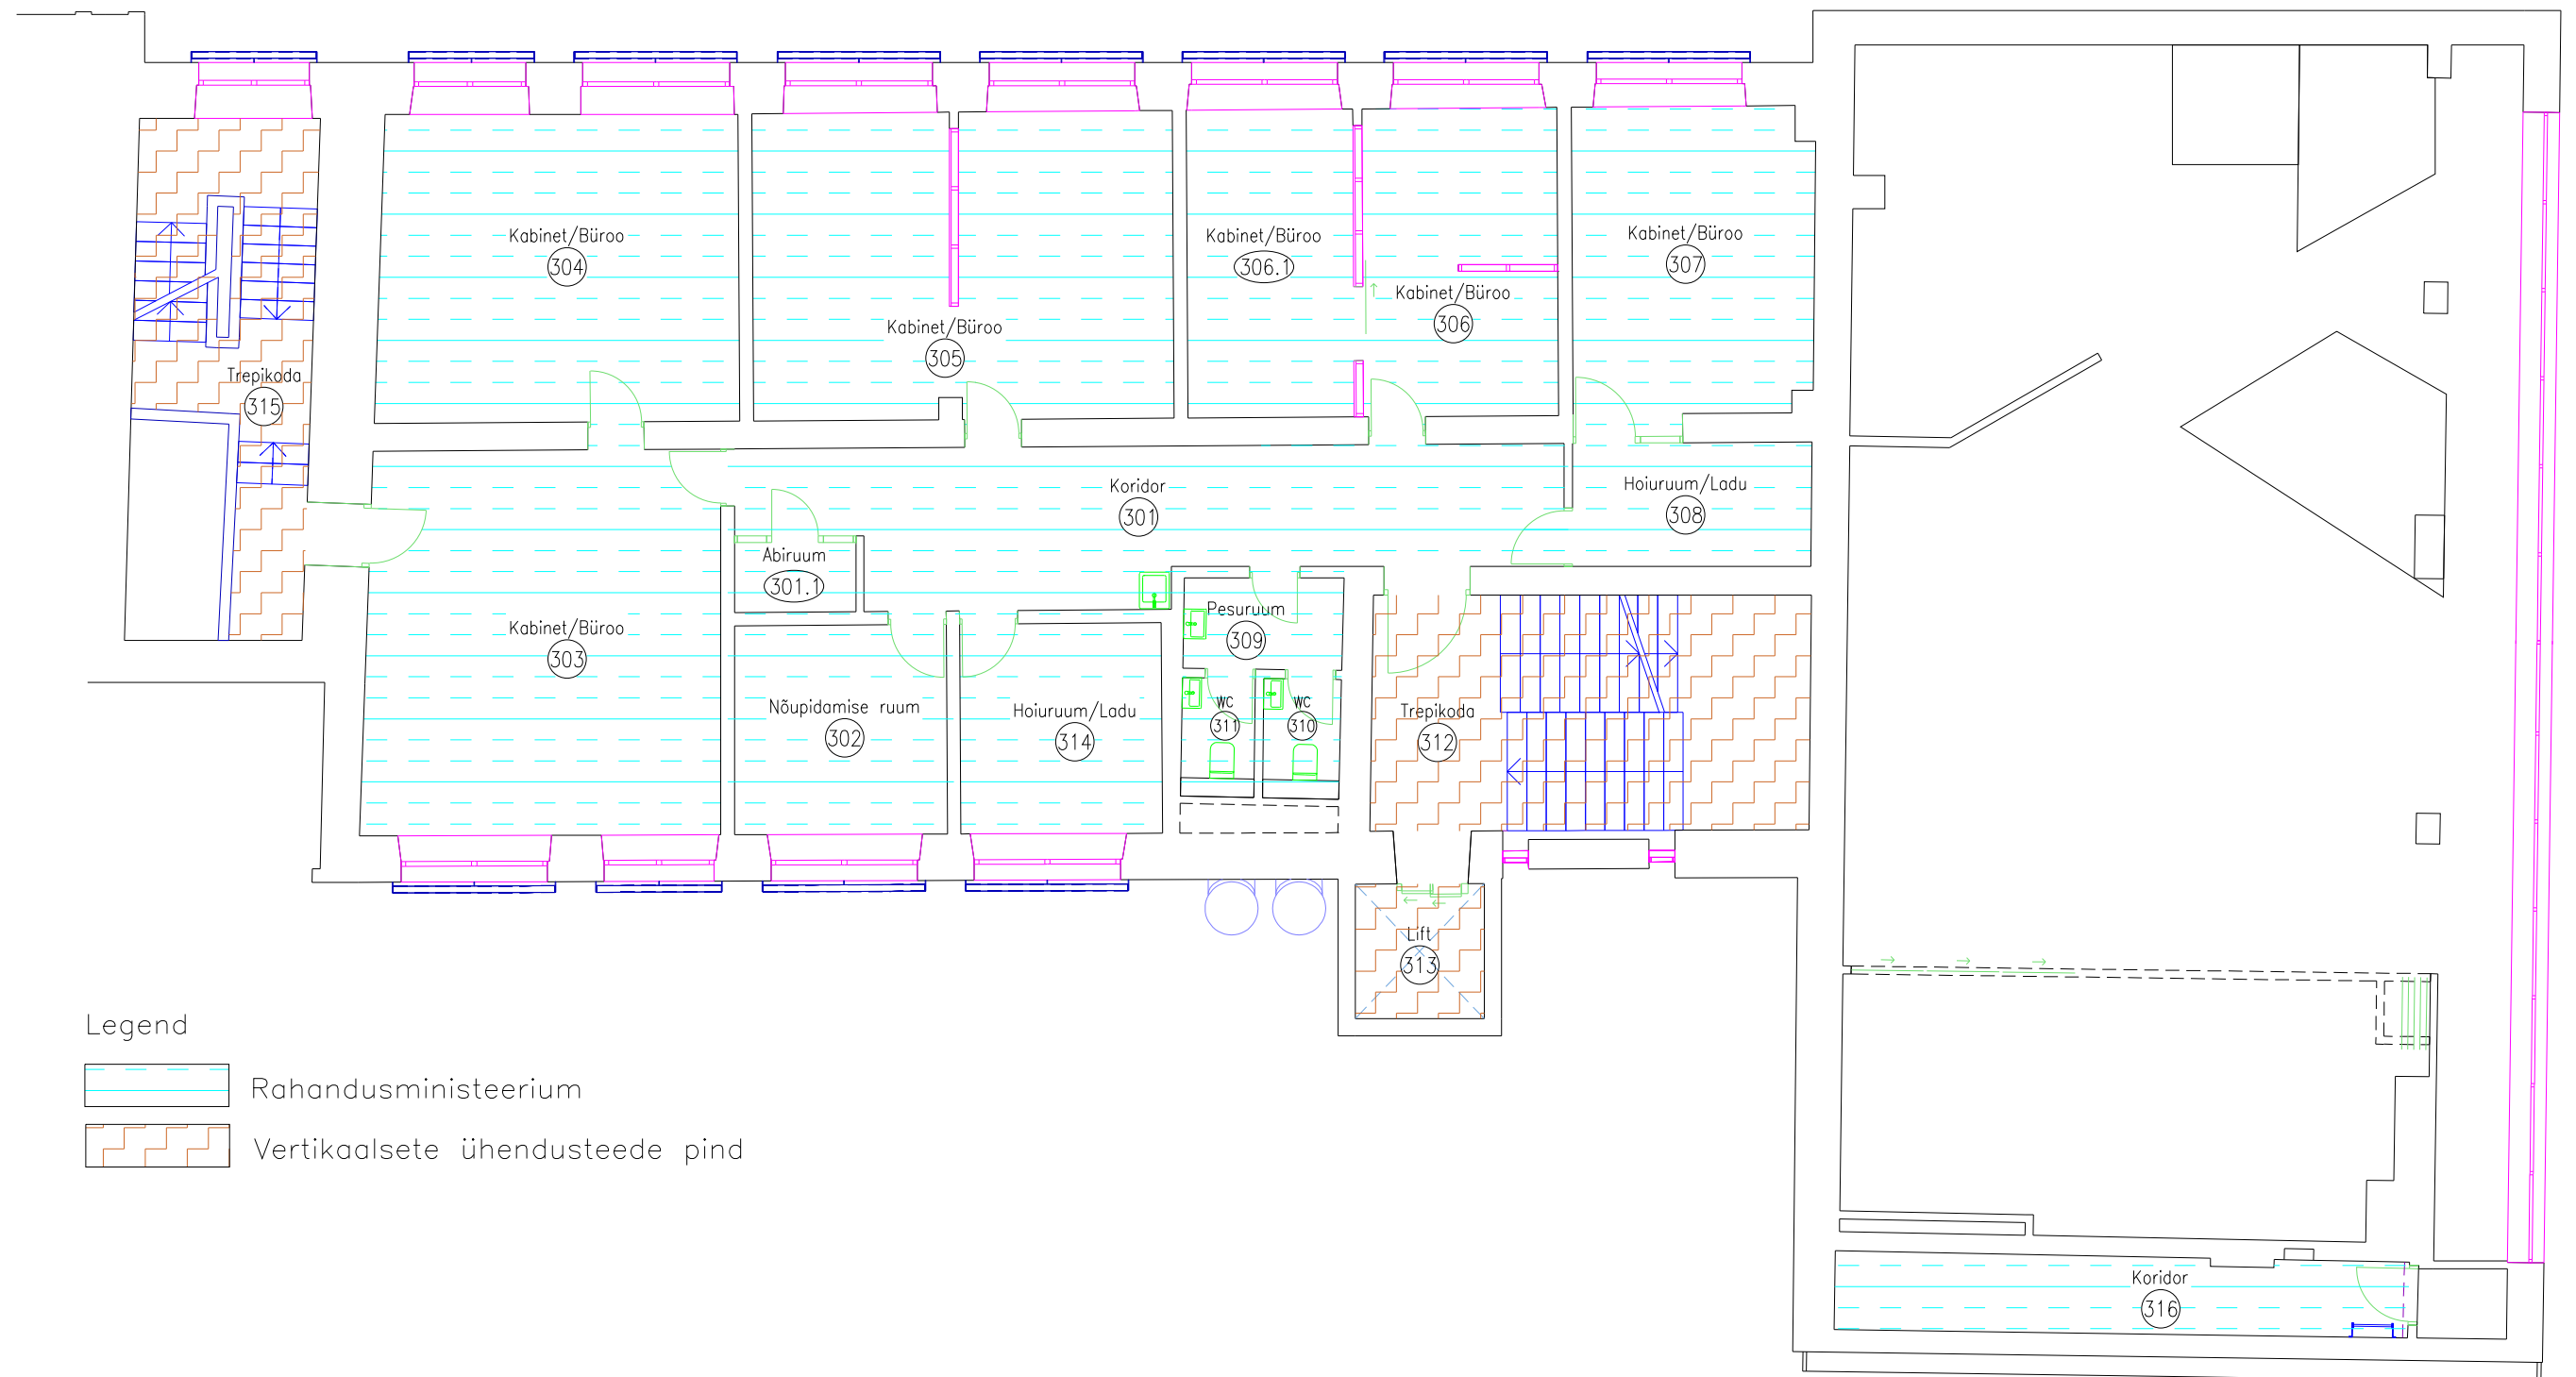 Kabinet/Büroo
304
Kabinet/Büroo
305
Kabinet/Büroo
306.1
Kabinet/Büroo
306
Kabinet/Büroo
307
Trepikoda
315
Koridor
301
Hoiuruum/Ladu
308
Abiruum
301.1
Kabinet/Büroo
303
Pesuruum
309
Nõupidamise ruum
302
Hoiuruum/Ladu
314
WC
311
WC
310
Trepikoda
312
Lift
313
Legend
Rahandusministeerium
Vertikaalsete ühendusteede pind
Koridor
316